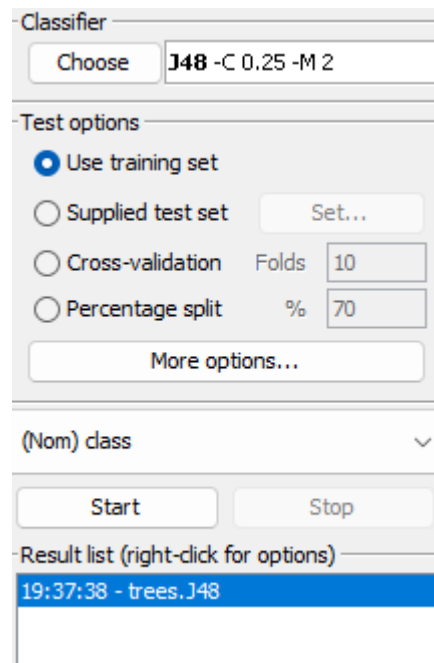 Classifier
Choose J48 -C 0.25 -M 2
Test options
Use training set
Supplied test set Set...
Cross-validation Folds 10
Percentage split % 70
More options...
(Nom) class
Start Stop
Result list (right-click for options)
19:37:38 - trees.J48